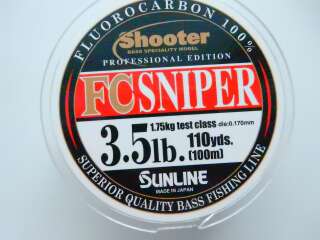 FLUOROCARBON 100%
Shooter
BASS SPECIALITY MODEL
PROFESSIONAL EDITION
FC SNIPER
1.75kg test class dia:0.170mm
3.5lb. 110yds.
(100m)
SUNLINE
MADE IN JAPAN
SUPERIOR QUALITY BASS FISHING LINE